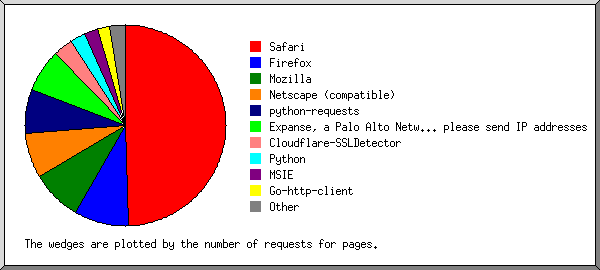 Safari
Firefox
Mozilla
Netscape (compatible)
python-requests
Expanse, a Palo Alto Netw... please send IP addresses
Cloudflare-SSLDetector
Python
MSIE
Go-http-client
Other
The wedges are plotted by the number of requests for pages.